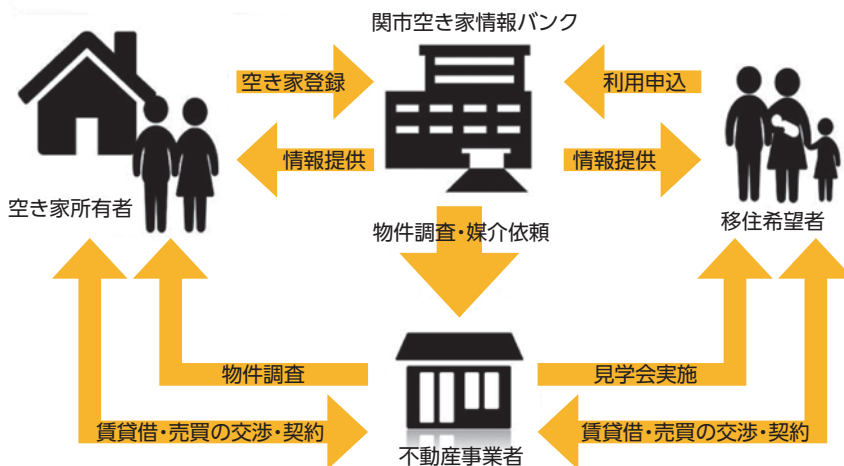 関市空き家情報バンク
空き家登録
利用申込
情報提供
情報提供
空き家所有者
移住希望者
物件調査・媒介依頼
物件調査
見学会実施
賃貸借・売買の交渉・契約
賃貸借・売買の交渉・契約
不動産事業者